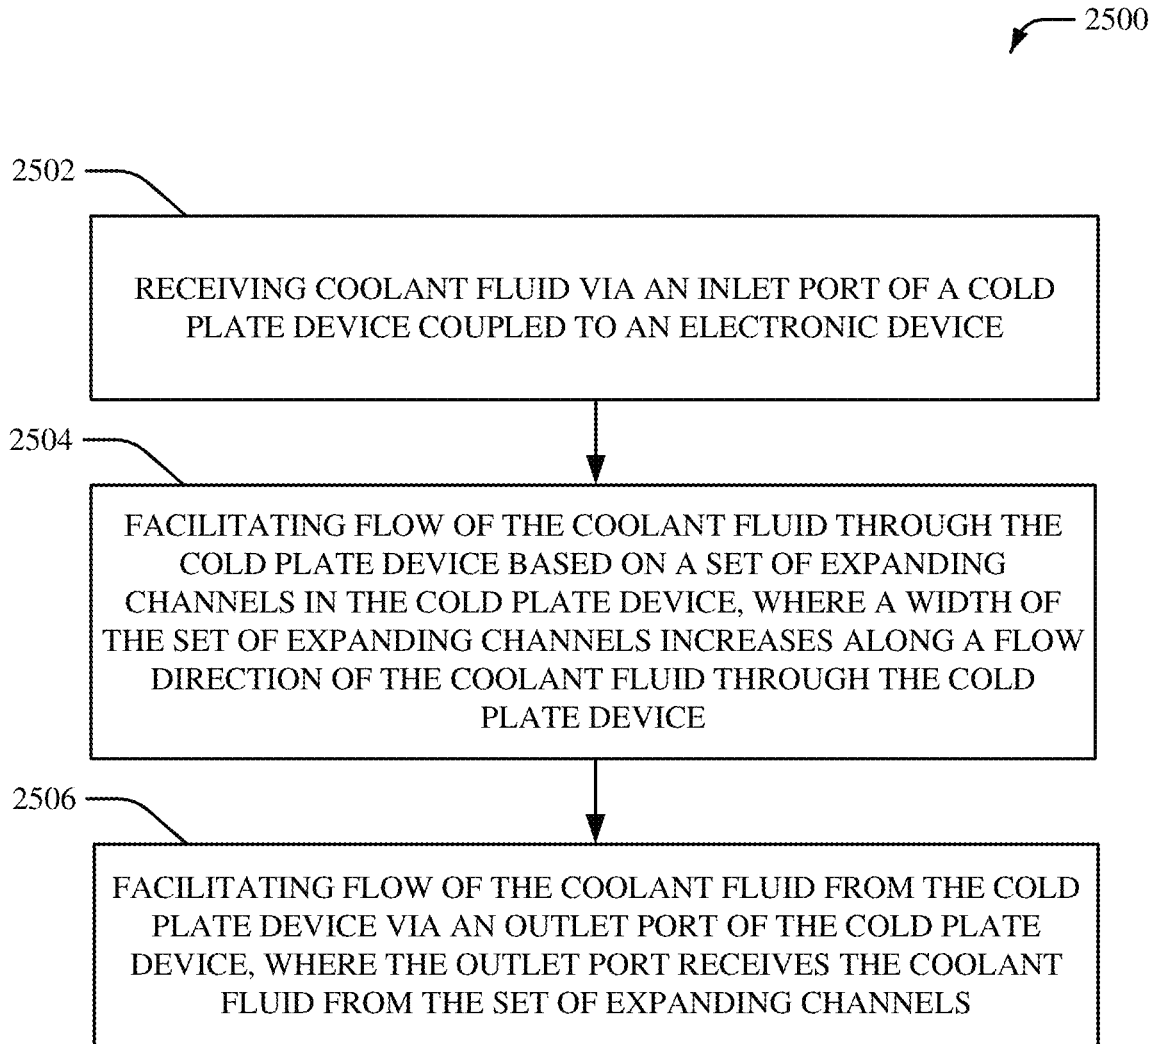 2500
2502
RECEIVING COOLANT FLUID VIA AN INLET PORT OF A COLD
PLATE DEVICE COUPLED TO AN ELECTRONIC DEVICE
2504
FACILITATING FLOW OF THE COOLANT FLUID THROUGH THE
COLD PLATE DEVICE BASED ON A SET OF EXPANDING
CHANNELS IN THE COLD PLATE DEVICE, WHERE A WIDTH OF
THE SET OF EXPANDING CHANNELS INCREASES ALONG A FLOW
DIRECTION OF THE COOLANT FLUID THROUGH THE COLD
PLATE DEVICE
2506
FACILITATING FLOW OF THE COOLANT FLUID FROM THE COLD
PLATE DEVICE VIA AN OUTLET PORT OF THE COLD PLATE
DEVICE, WHERE THE OUTLET PORT RECEIVES THE COOLANT
FLUID FROM THE SET OF EXPANDING CHANNELS